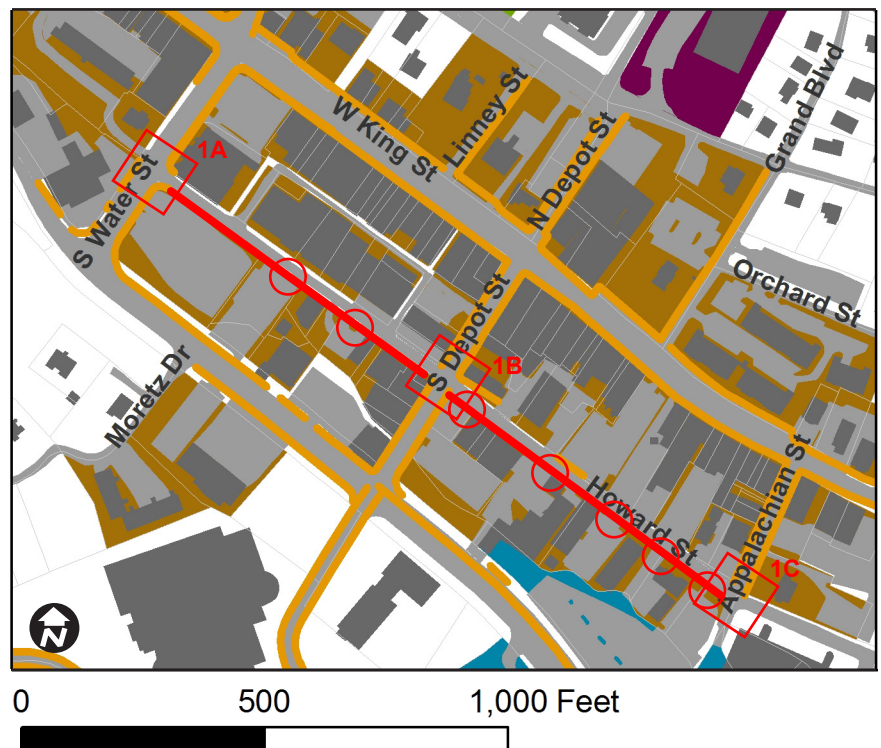 W King St
Linney St
N Depot St
Grand Blvd
1A
S Water St
Orchard St
S Depot St
1B
Moretz Dr
Howard St
Appalachian St
1C
N
0 500 1,000 Feet